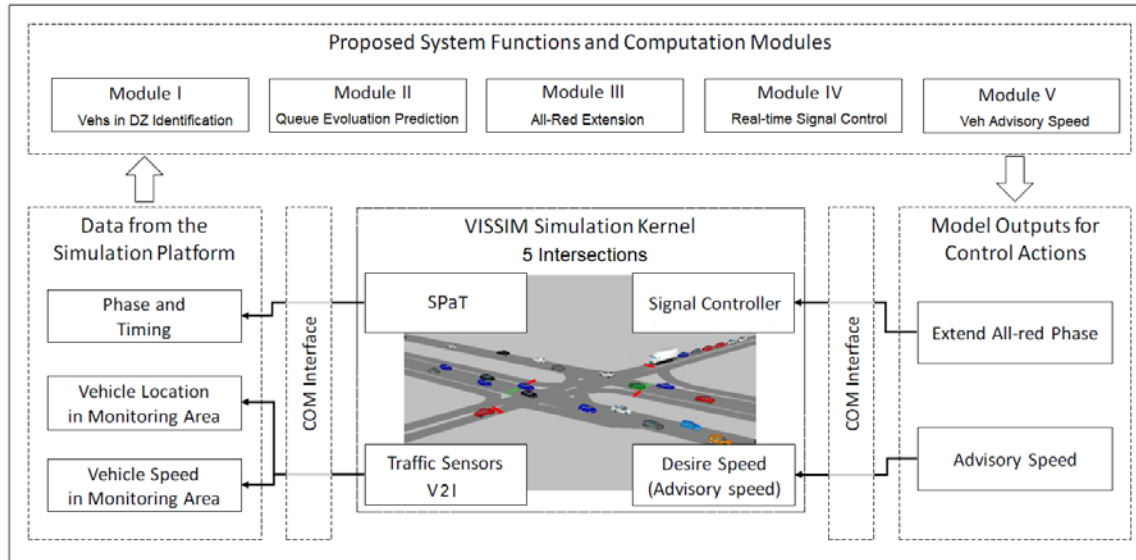 Proposed System Functions and Computation Modules
Module I
Vehs in DZ Identification
Module II
Queue Evoluation Prediction
Module III
All-Red Extension
Module IV
Real-time Signal Control
Module V
Veh Advisory Speed
Data from the
Simulation Platform
Phase and
Timing
Vehicle Location
in Monitoring Area
Vehicle Speed
in Monitoring Area
COM Interface
VISSIM Simulation Kernel
5 Intersections
SPaT
Signal Controller
Traffic Sensors
V2I
Desire Speed
(Advisory speed)
COM Interface
Model Outputs for
Control Actions
Extend All-red Phase
Advisory Speed